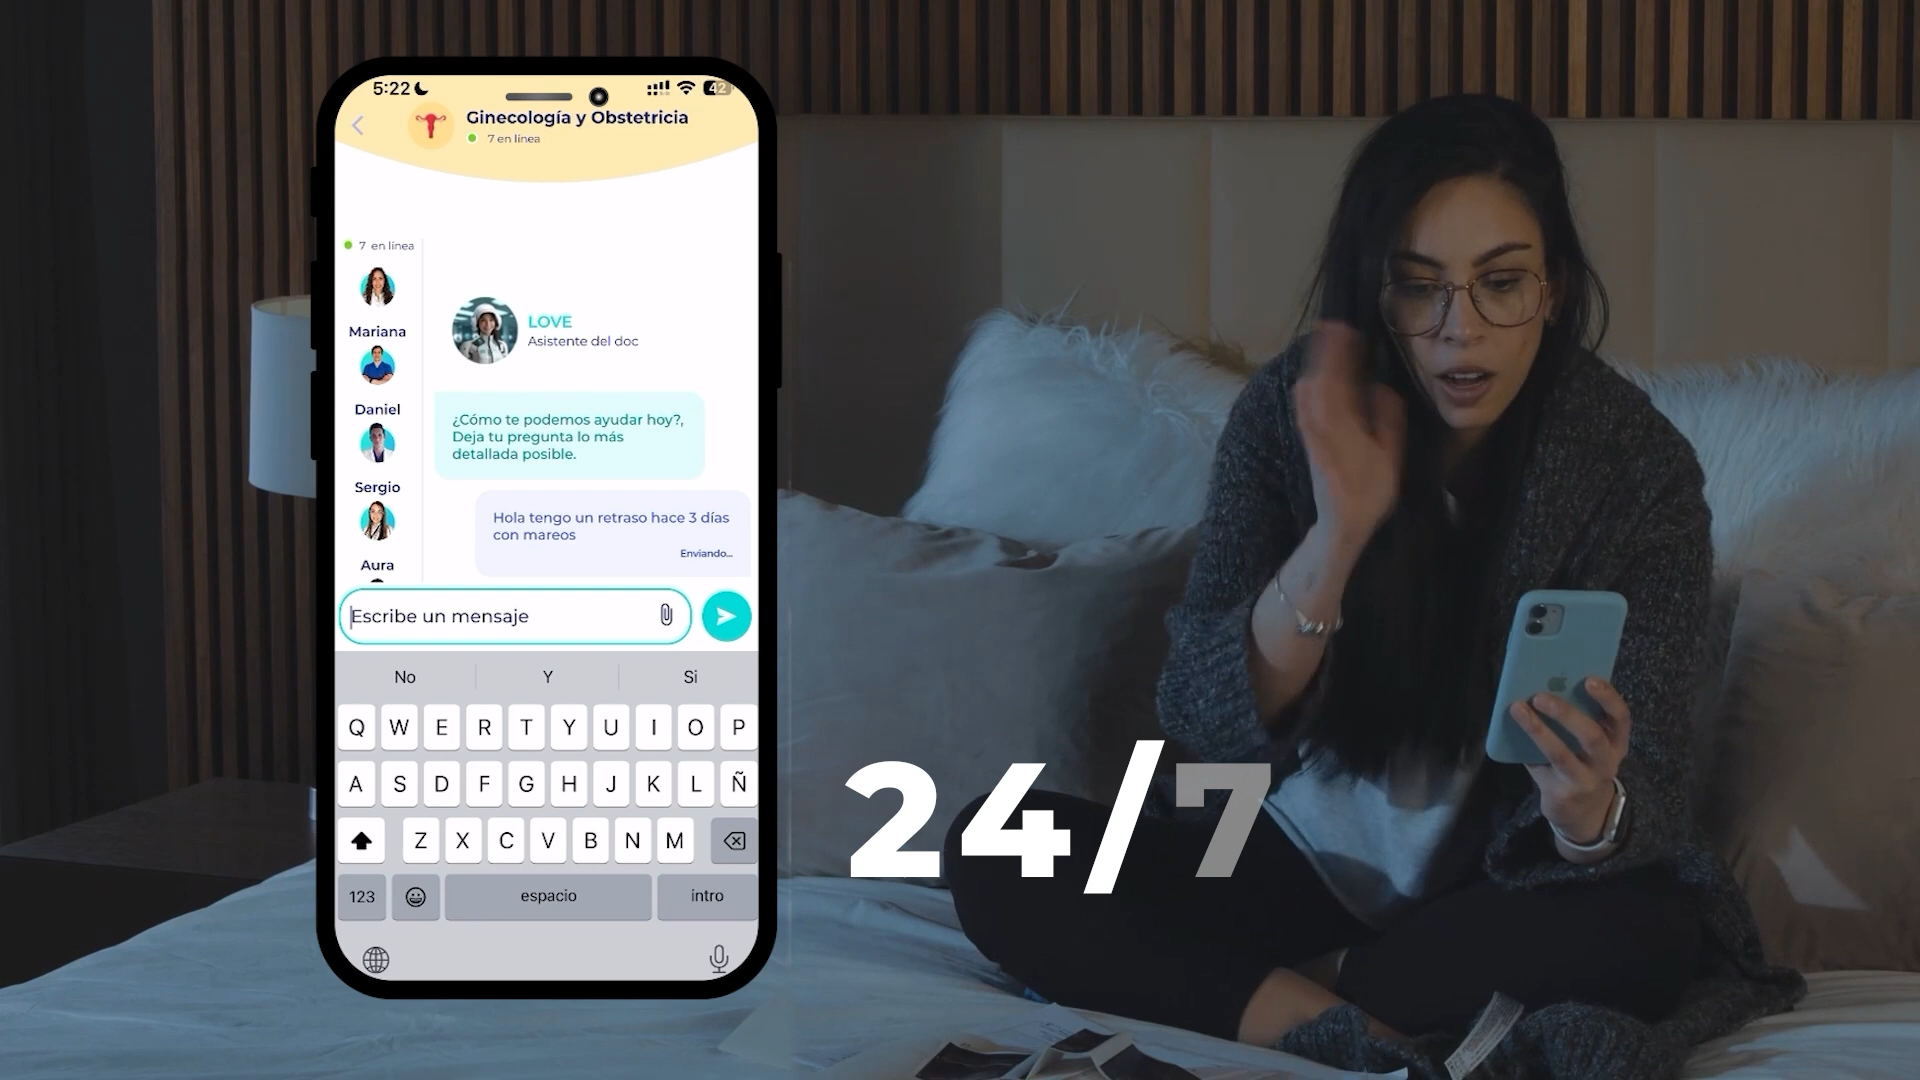 5:22
42
Ginecología y Obstetricia
7 en línea
7 en línea
Mariana
Daniel
Sergio
Aura
LOVE
Asistente del doc
¿Cómo te podemos ayudar hoy?,
Deja tu pregunta lo más
detallada posible.
Hola tengo un retraso hace 3 días
con mareos
Enviando...
Escribe un mensaje
No Y Si
Q W E R T Y U I O P
A S D F G H J K L Ñ
Z X C V B N M
123 espacio intro
24/7